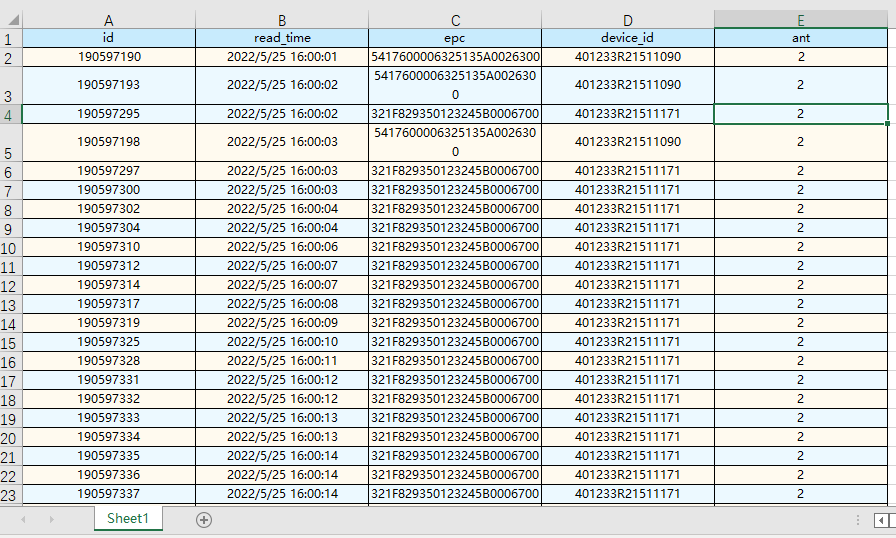 A B C D E
1 id read_time epc device_id ant
2 190597190 2022/5/25 16:00:01 5417600006325135A0026300 401233R21511090 2
3 190597193 2022/5/25 16:00:02 5417600006325135A002630
0 401233R21511090 2
4 190597295 2022/5/25 16:00:02 321F829350123245B0006700 401233R21511171 2
5 190597198 2022/5/25 16:00:03 5417600006325135A002630
0 401233R21511090 2
6 190597297 2022/5/25 16:00:03 321F829350123245B0006700 401233R21511171 2
7 190597300 2022/5/25 16:00:03 321F829350123245B0006700 401233R21511171 2
8 190597302 2022/5/25 16:00:04 321F829350123245B0006700 401233R21511171 2
9 190597304 2022/5/25 16:00:04 321F829350123245B0006700 401233R21511171 2
10 190597310 2022/5/25 16:00:06 321F829350123245B0006700 401233R21511171 2
11 190597312 2022/5/25 16:00:07 321F829350123245B0006700 401233R21511171 2
12 190597314 2022/5/25 16:00:07 321F829350123245B0006700 401233R21511171 2
13 190597317 2022/5/25 16:00:08 321F829350123245B0006700 401233R21511171 2
14 190597319 2022/5/25 16:00:09 321F829350123245B0006700 401233R21511171 2
15 190597325 2022/5/25 16:00:10 321F829350123245B0006700 401233R21511171 2
16 190597328 2022/5/25 16:00:11 321F829350123245B0006700 401233R21511171 2
17 190597331 2022/5/25 16:00:12 321F829350123245B0006700 401233R21511171 2
18 190597332 2022/5/25 16:00:12 321F829350123245B0006700 401233R21511171 2
19 190597333 2022/5/25 16:00:13 321F829350123245B0006700 401233R21511171 2
20 190597334 2022/5/25 16:00:13 321F829350123245B0006700 401233R21511171 2
21 190597335 2022/5/25 16:00:14 321F829350123245B0006700 401233R21511171 2
22 190597336 2022/5/25 16:00:14 321F829350123245B0006700 401233R21511171 2
23 190597337 2022/5/25 16:00:14 321F829350123245B0006700 401233R21511171 2
Sheet1